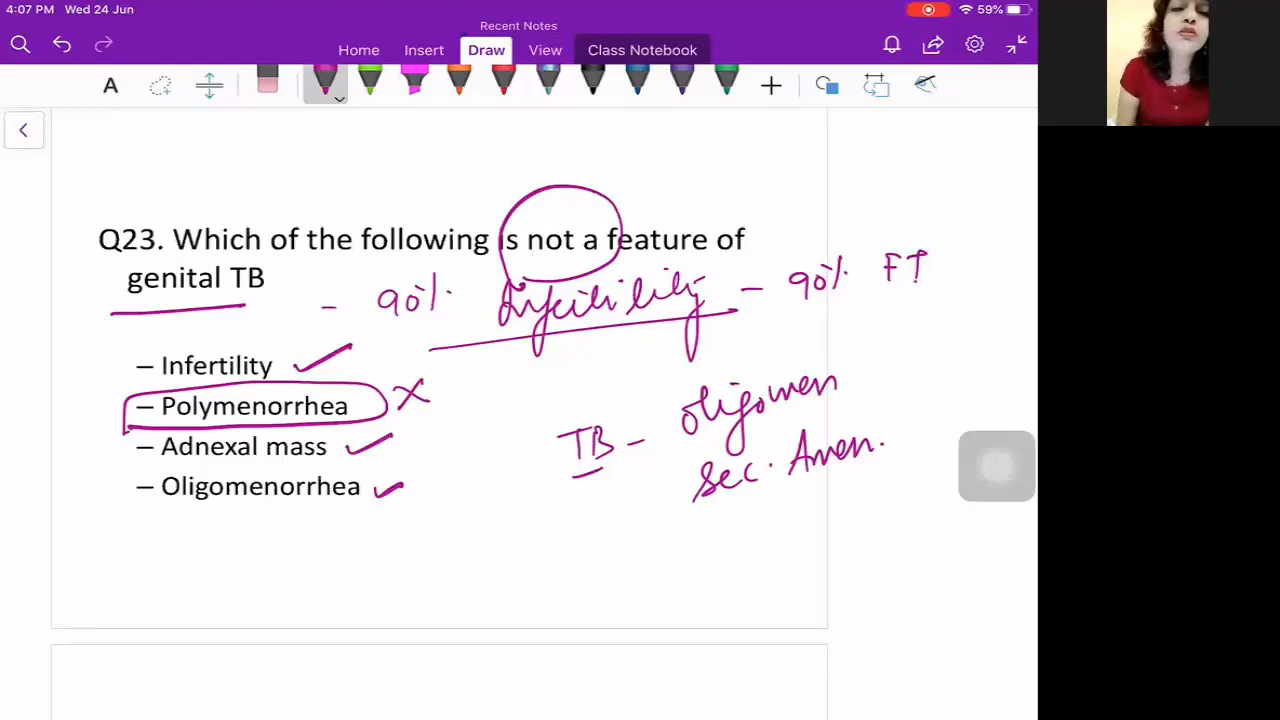 4:07 PM Wed 24 Jun
59%
Recent Notes
Home Insert Draw View Class Notebook
A
Q23. Which of the following is not a feature of
genital TB
- 90% Infertility - 90% FT
– Infertility
– Polymenorrhea
– Adnexal mass
– Oligomenorrhea
TB - oligomen
Sec. Amen.